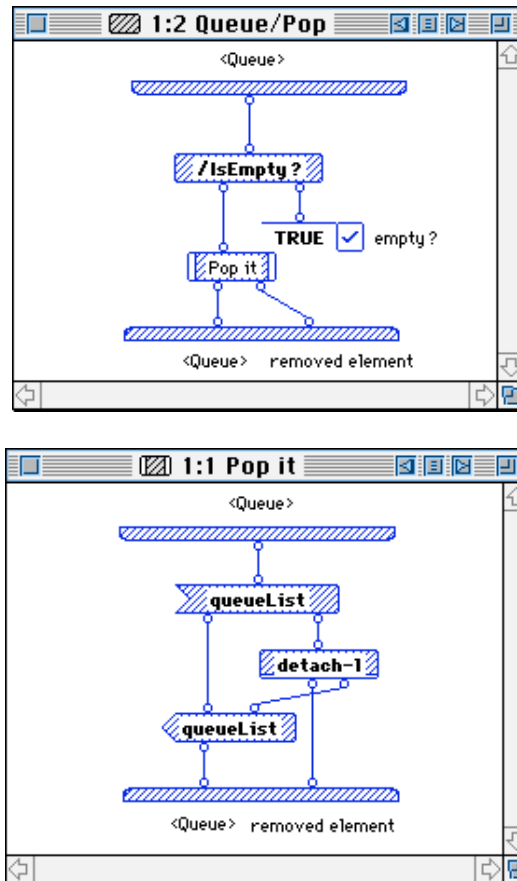 1:2 Queue/Pop
<Queue>
/IsEmpty?
TRUE empty?
Pop it
<Queue> removed element
1:1 Pop it
<Queue>
queueList
detach-1
queueList
<Queue> removed element